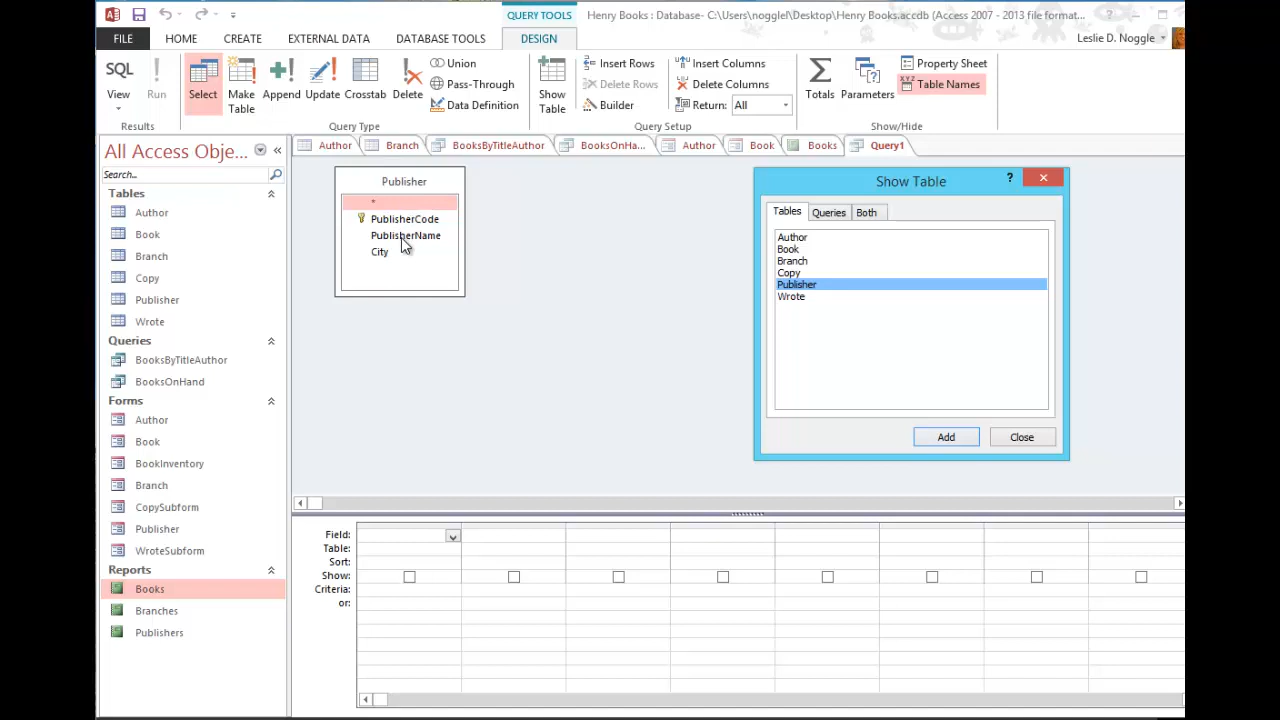 QUERY TOOLS
Henry Books : Database- C:\Users\nogglel\Desktop\Henry Books.accdb (Access 2007 - 2013 file format...
?
FILE HOME CREATE EXTERNAL DATA DATABASE TOOLS DESIGN Leslie D. Noggle
SQL
View
Run
Results
Select
Make
Table
Append
Update
Crosstab
Delete
Union
Pass-Through
Data Definition
Query Type
Show
Table
Insert Rows
Delete Rows
Builder
Insert Columns
Delete Columns
Return: All
Query Setup
Totals
Parameters
Property Sheet
XYZ Table Names
Show/Hide
All Access Obje...
Search...
Tables
Author
Book
Branch
Copy
Publisher
Wrote
Queries
BooksByTitleAuthor
BooksOnHand
Forms
Author
Book
BookInventory
Branch
CopySubform
Publisher
WroteSubform
Reports
Books
Branches
Publishers
Author Branch BooksByTitleAuthor BooksOnHa... Author Book Books Query1
Publisher
*
PublisherCode
PublisherName
City
Show Table
?
Tables Queries Both
Author
Book
Branch
Copy
Publisher
Wrote
Add Close
Field:
Table:
Sort:
Show:
Criteria:
or: